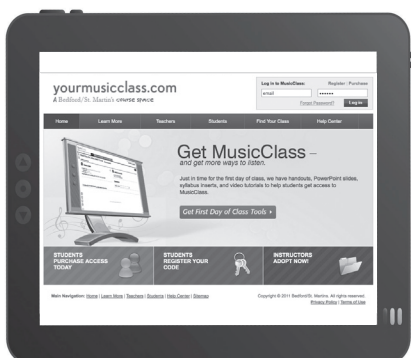 yourmusicclass.com
A Bedford/St. Martin's course space
Log in to MusicClass: Register | Purchase
email ••••••
Forgot Password? Log in
Home Learn More Teachers Students Find Your Class Help Center
Get MusicClass –
and get more ways to listen.
Just in time for the first day of class, we have handouts, PowerPoint slides,
syllabus inserts, and video tutorials to help students get access to
MusicClass.
Get First Day of Class Tools
STUDENTS
PURCHASE ACCESS
TODAY
STUDENTS
REGISTER YOUR
CODE
INSTRUCTORS
ADOPT NOW!
Main Navigation: Home | Learn More | Teachers | Students | Help Center | Sitemap
Copyright © 2011 Bedford/St. Martins. All rights reserved.
Privacy Policy | Terms of Use